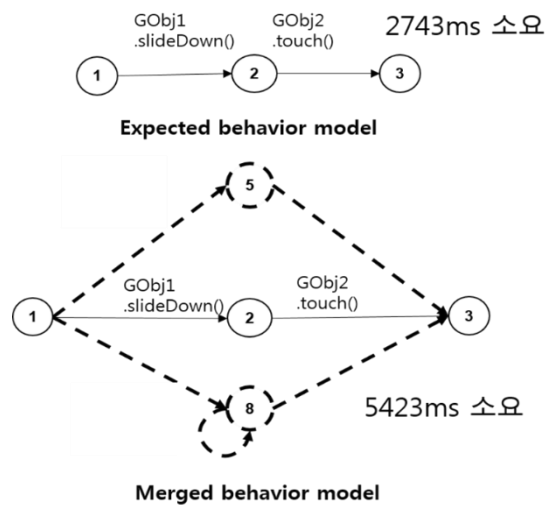 GObj1
.slideDown()
GObj2
.touch()
2743ms 소요
1
2
3
Expected behavior model
5
GObj1
.slideDown()
GObj2
.touch()
1
2
3
8
5423ms 소요
Merged behavior model